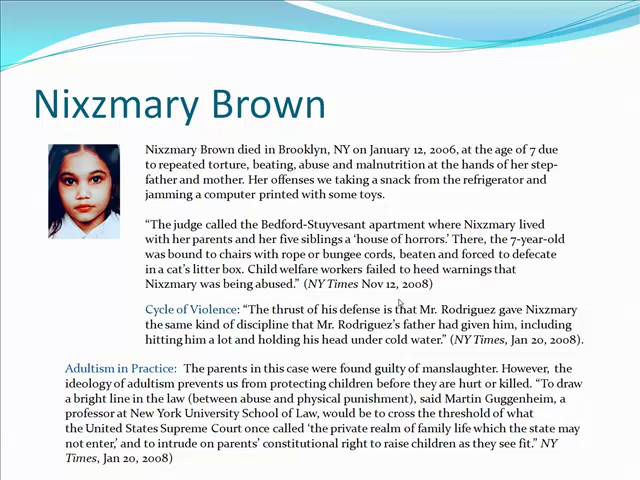 Nixzmary Brown
Nixzmary Brown died in Brooklyn, NY on January 12, 2006, at the age of 7 due
to repeated torture, beating, abuse and malnutrition at the hands of her step-
father and mother. Her offenses we taking a snack from the refrigerator and
jamming a computer printed with some toys.
“The judge called the Bedford-Stuyvesant apartment where Nixzmary lived
with her parents and her five siblings a ‘house of horrors.’ There, the 7-year-old
was bound to chairs with rope or bungee cords, beaten and forced to defecate
in a cat’s litter box. Child welfare workers failed to heed warnings that
Nixzmary was being abused.” (NY Times Nov 12, 2008)
Cycle of Violence: “The thrust of his defense is that Mr. Rodriguez gave Nixzmary
the same kind of discipline that Mr. Rodriguez’s father had given him, including
hitting him a lot and holding his head under cold water.” (NY Times, Jan 20, 2008).
Adultism in Practice: The parents in this case were found guilty of manslaughter. However, the
ideology of adultism prevents us from protecting children before they are hurt or killed. “To draw
a bright line in the law (between abuse and physical punishment), said Martin Guggenheim, a
professor at New York University School of Law, would be to cross the threshold of what
the United States Supreme Court once called ‘the private realm of family life which the state may
not enter,’ and to intrude on parents’ constitutional right to raise children as they see fit.” NY
Times, Jan 20, 2008)